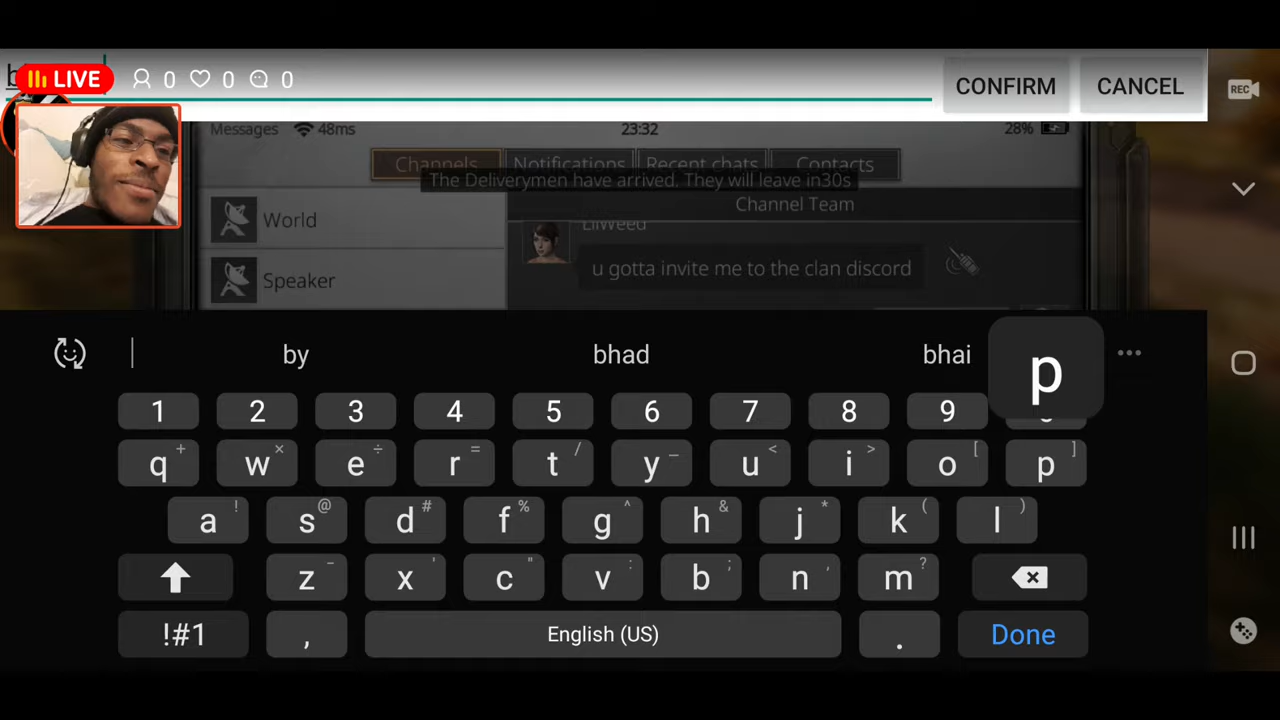 LIVE 0 0 0
CONFIRM CANCEL
REC
Messages 48ms 23:32 28%
Channels Notifications Recent chats Contacts
The Deliverymen have arrived. They will leave in30s
World
Channel Team
LilWeed
u gotta invite me to the clan discord
Speaker
by bhad bhai p
1 2 3 4 5 6 7 8 9
q + w × e ÷ r = t / y _ u < i > o [ p ]
a ! s @ d # f % g ^ h & j * k ( l )
z - x ' c " v : b ; n , m ?
!#1 , English (US) . Done